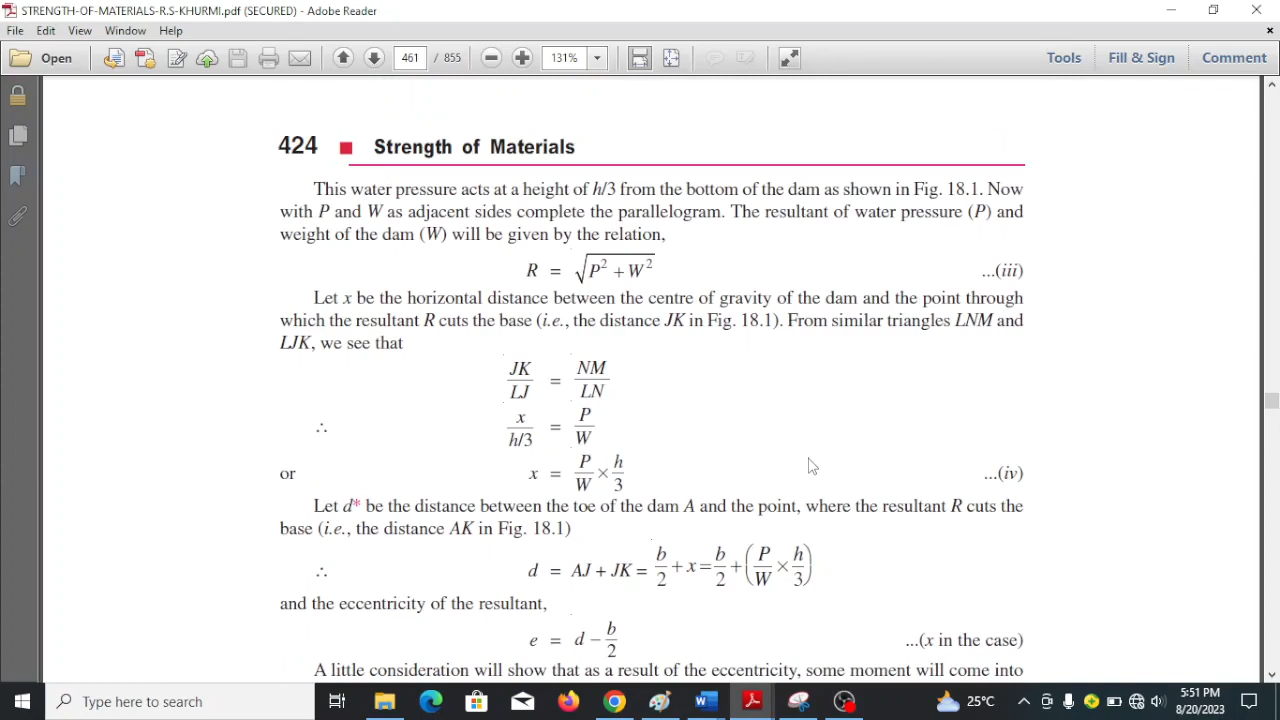 STRENGTH-OF-MATERIALS-R.S-KHURMI.pdf (SECURED) - Adobe Reader
File Edit View Window Help
Open 461 / 855 131% Tools Fill & Sign Comment
424 Strength of Materials
This water pressure acts at a height of h/3 from the bottom of the dam as shown in Fig. 18.1. Now
with P and W as adjacent sides complete the parallelogram. The resultant of water pressure (P) and
weight of the dam (W) will be given by the relation,
R = √(P² + W²) ...(iii)
Let x be the horizontal distance between the centre of gravity of the dam and the point through
which the resultant R cuts the base (i.e., the distance JK in Fig. 18.1). From similar triangles LNM and
LJK, we see that
JK/LJ = NM/LN
∴ x/(h/3) = P/W
or x = P/W × h/3 ...(iv)
Let d* be the distance between the toe of the dam A and the point, where the resultant R cuts the
base (i.e., the distance AK in Fig. 18.1)
∴ d = AJ + JK = b/2 + x = b/2 + (P/W × h/3)
and the eccentricity of the resultant,
e = d − b/2 ...(x in the case)
A little consideration will show that as a result of the eccentricity, some moment will come into
Type here to search 25°C 5:51 PM
8/20/2023